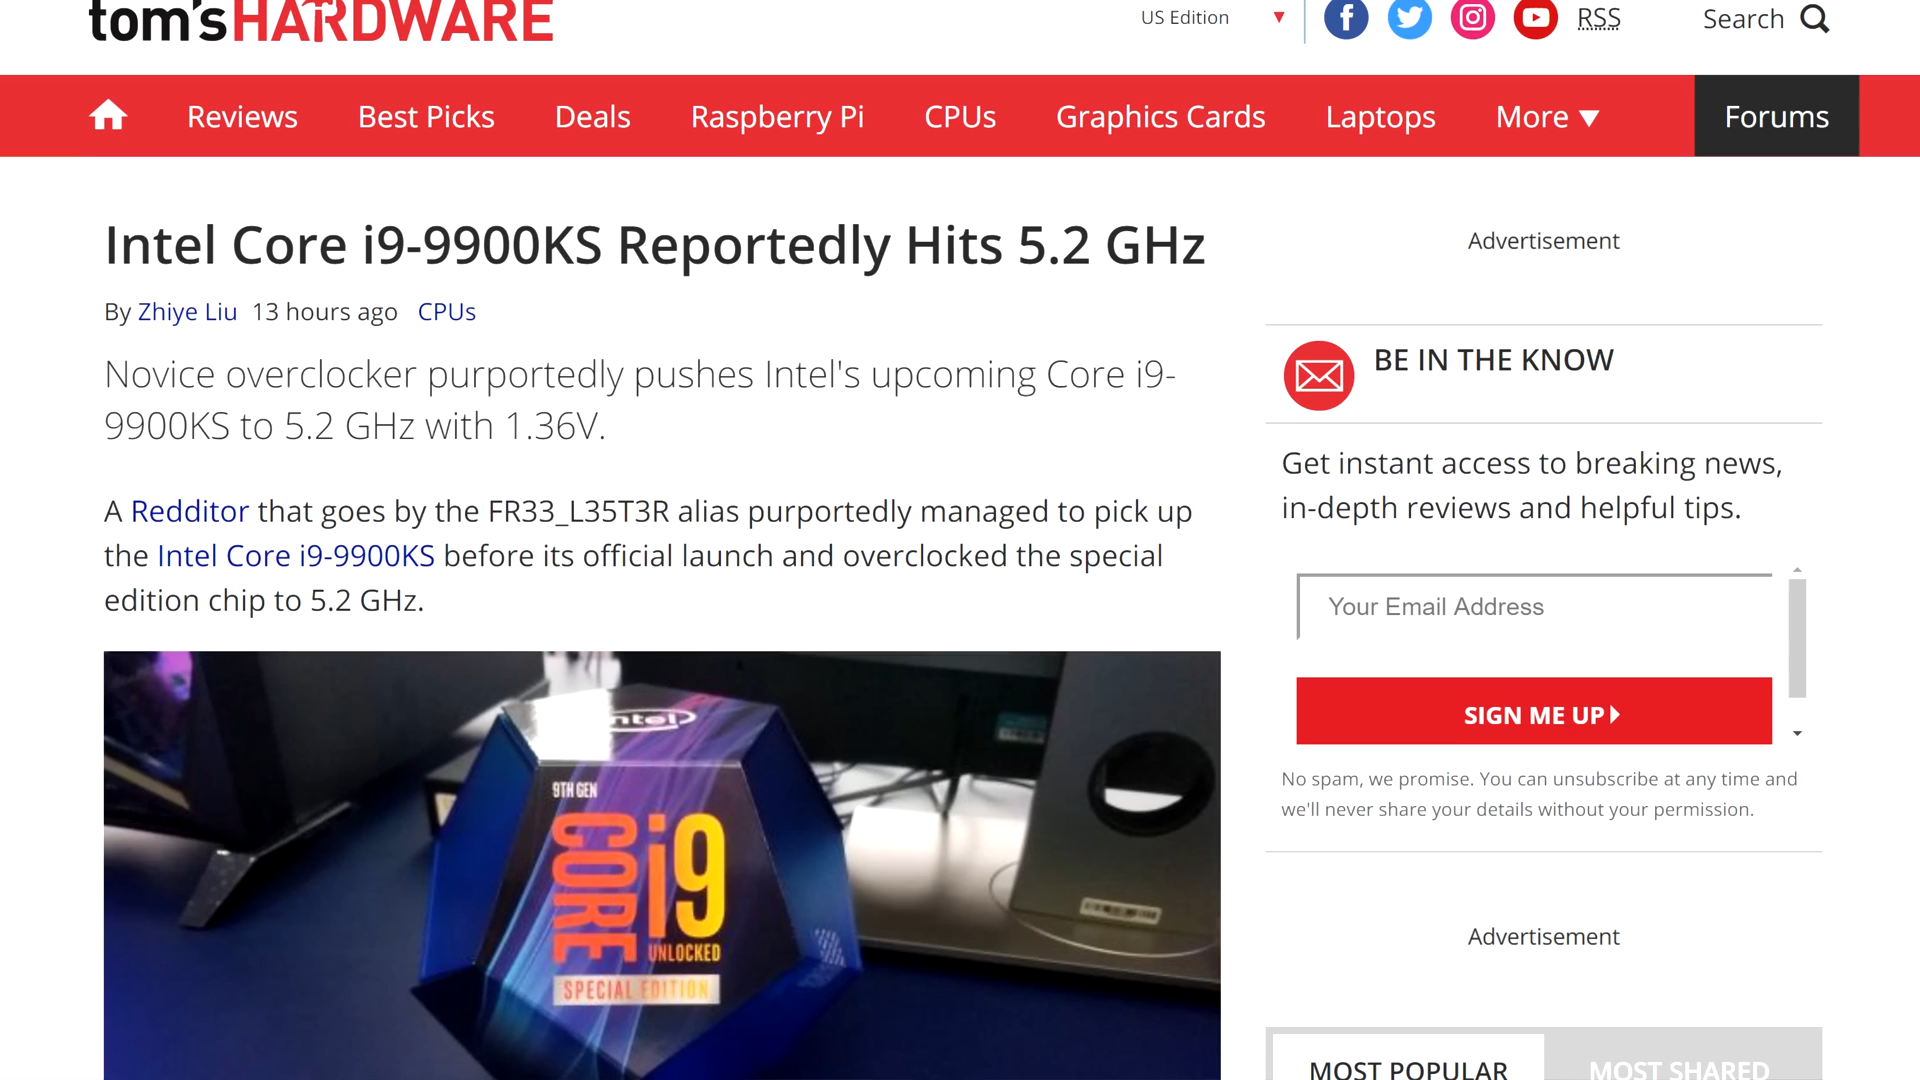 tom'sHARDWARE
US Edition ▼
RSS
Search
Reviews
Best Picks
Deals
Raspberry Pi
CPUs
Graphics Cards
Laptops
More ▼
Forums
Intel Core i9-9900KS Reportedly Hits 5.2 GHz
By Zhiye Liu 13 hours ago CPUs
Novice overclocker purportedly pushes Intel's upcoming Core i9-
9900KS to 5.2 GHz with 1.36V.
A Redditor that goes by the FR33_L35T3R alias purportedly managed to pick up
the Intel Core i9-9900KS before its official launch and overclocked the special
edition chip to 5.2 GHz.
intel
9TH GEN
CORE
i9
UNLOCKED
SPECIAL EDITION
Advertisement
BE IN THE KNOW
Get instant access to breaking news,
in-depth reviews and helpful tips.
Your Email Address
SIGN ME UP
No spam, we promise. You can unsubscribe at any time and
we'll never share your details without your permission.
Advertisement
MOST POPULAR
MOST SHARED